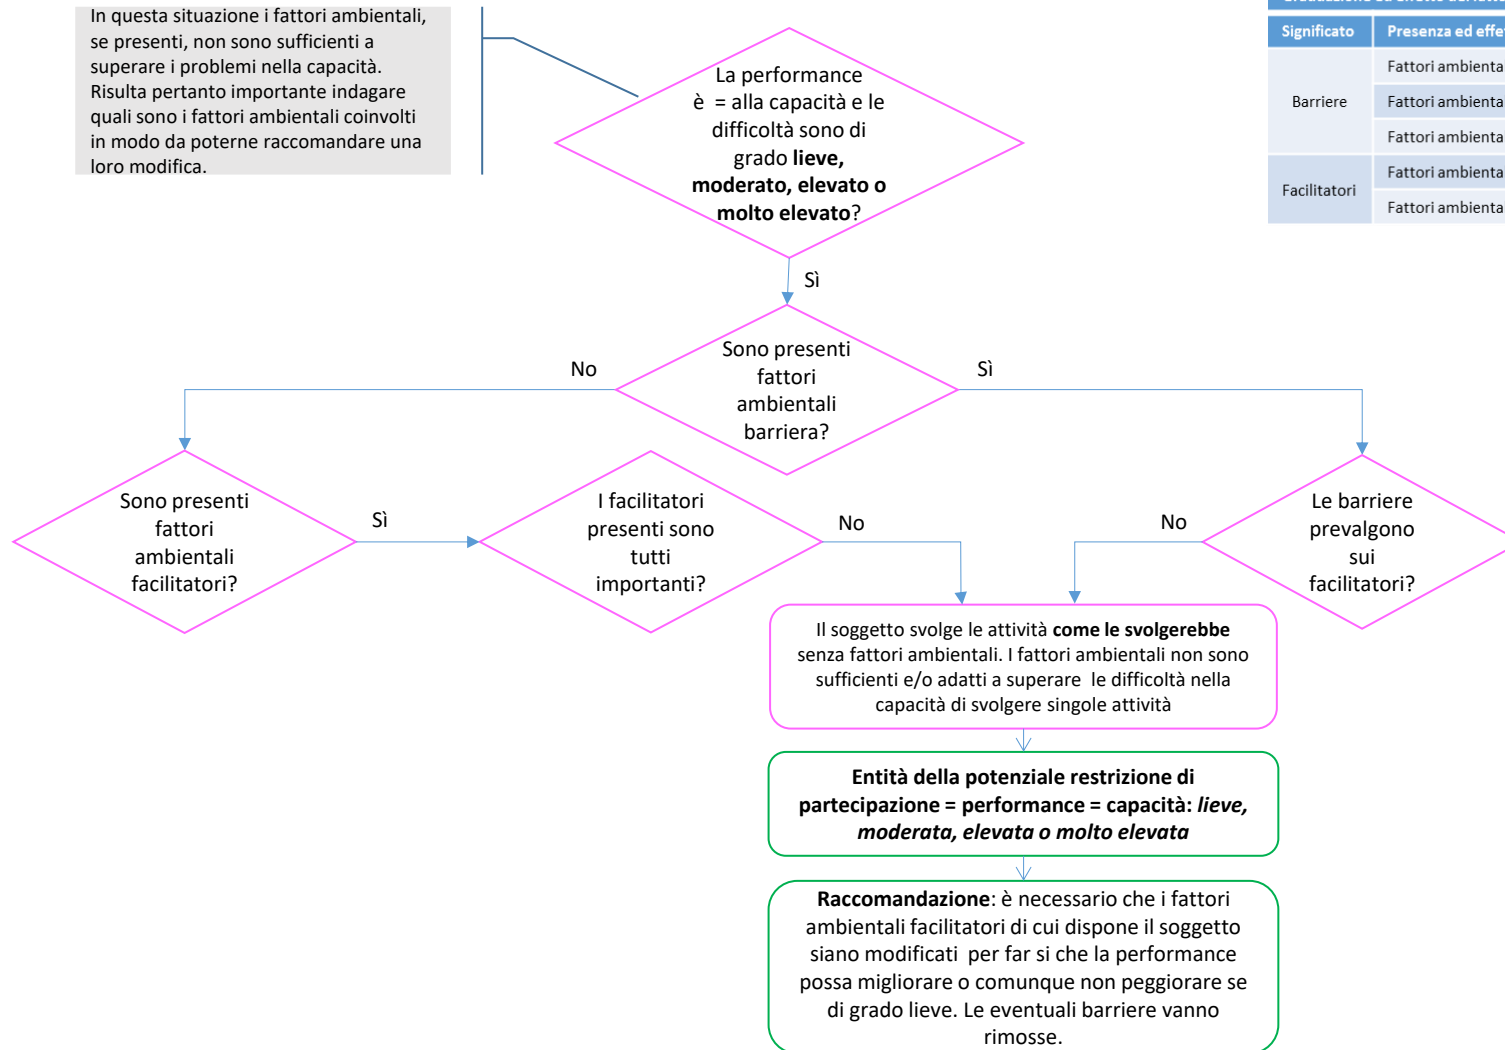 In questa situazione i fattori ambientali,
se presenti, non sono sufficienti a
superare i problemi nella capacità.
Risulta pertanto importante indagare
quali sono i fattori ambientali coinvolti
in modo da poterne raccomandare una
loro modifica.
La performance
è = alla capacità e le
difficoltà sono di
grado lieve,
moderato, elevato o
molto elevato?
Significato Presenza ed effe
Barriere
Fattori ambienta
Fattori ambienta
Fattori ambienta
Facilitatori
Fattori ambienta
Fattori ambienta
Sì
Sono presenti
fattori
ambientali
barriera?
No
Sì
Sono presenti
fattori
ambientali
facilitatori?
Sì
I facilitatori
presenti sono
tutti
importanti?
No
No
Le barriere
prevalgono
sui
facilitatori?
Il soggetto svolge le attività come le svolgerebbe
senza fattori ambientali. I fattori ambientali non sono
sufficienti e/o adatti a superare le difficoltà nella
capacità di svolgere singole attività
Entità della potenziale restrizione di
partecipazione = performance = capacità: lieve,
moderata, elevata o molto elevata
Raccomandazione: è necessario che i fattori
ambientali facilitatori di cui dispone il soggetto
siano modificati per far si che la performance
possa migliorare o comunque non peggiorare se
di grado lieve. Le eventuali barriere vanno
rimosse.